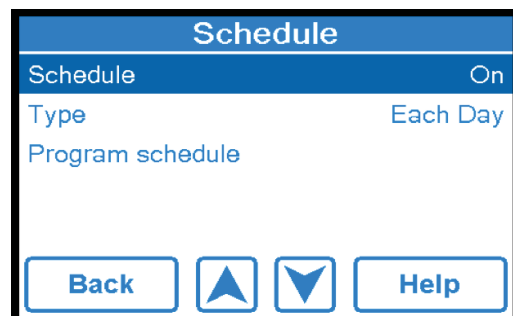 Schedule
Schedule On
Type Each Day
Program schedule
Back Help